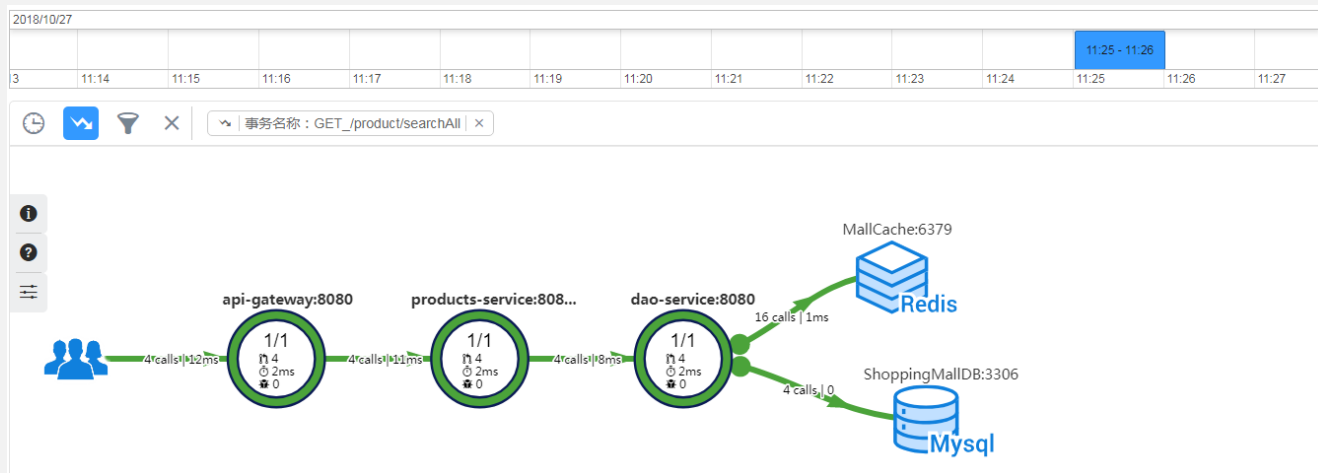 2018/10/27
11:25 - 11:26
13 11:14 11:15 11:16 11:17 11:18 11:19 11:20 11:21 11:22 11:23 11:24 11:25 11:26 11:27
事务名称：GET_/product/searchAll
MallCache:6379
Redis
api-gateway:8080 products-service:808... dao-service:8080
16 calls | 1ms
1/1 1/1 1/1
4 4 4
4 calls | 12ms 4 calls | 11ms 4 calls | 8ms
2ms 2ms 2ms
0 0 0
ShoppingMallDB:3306
4 calls | 0
Mysql